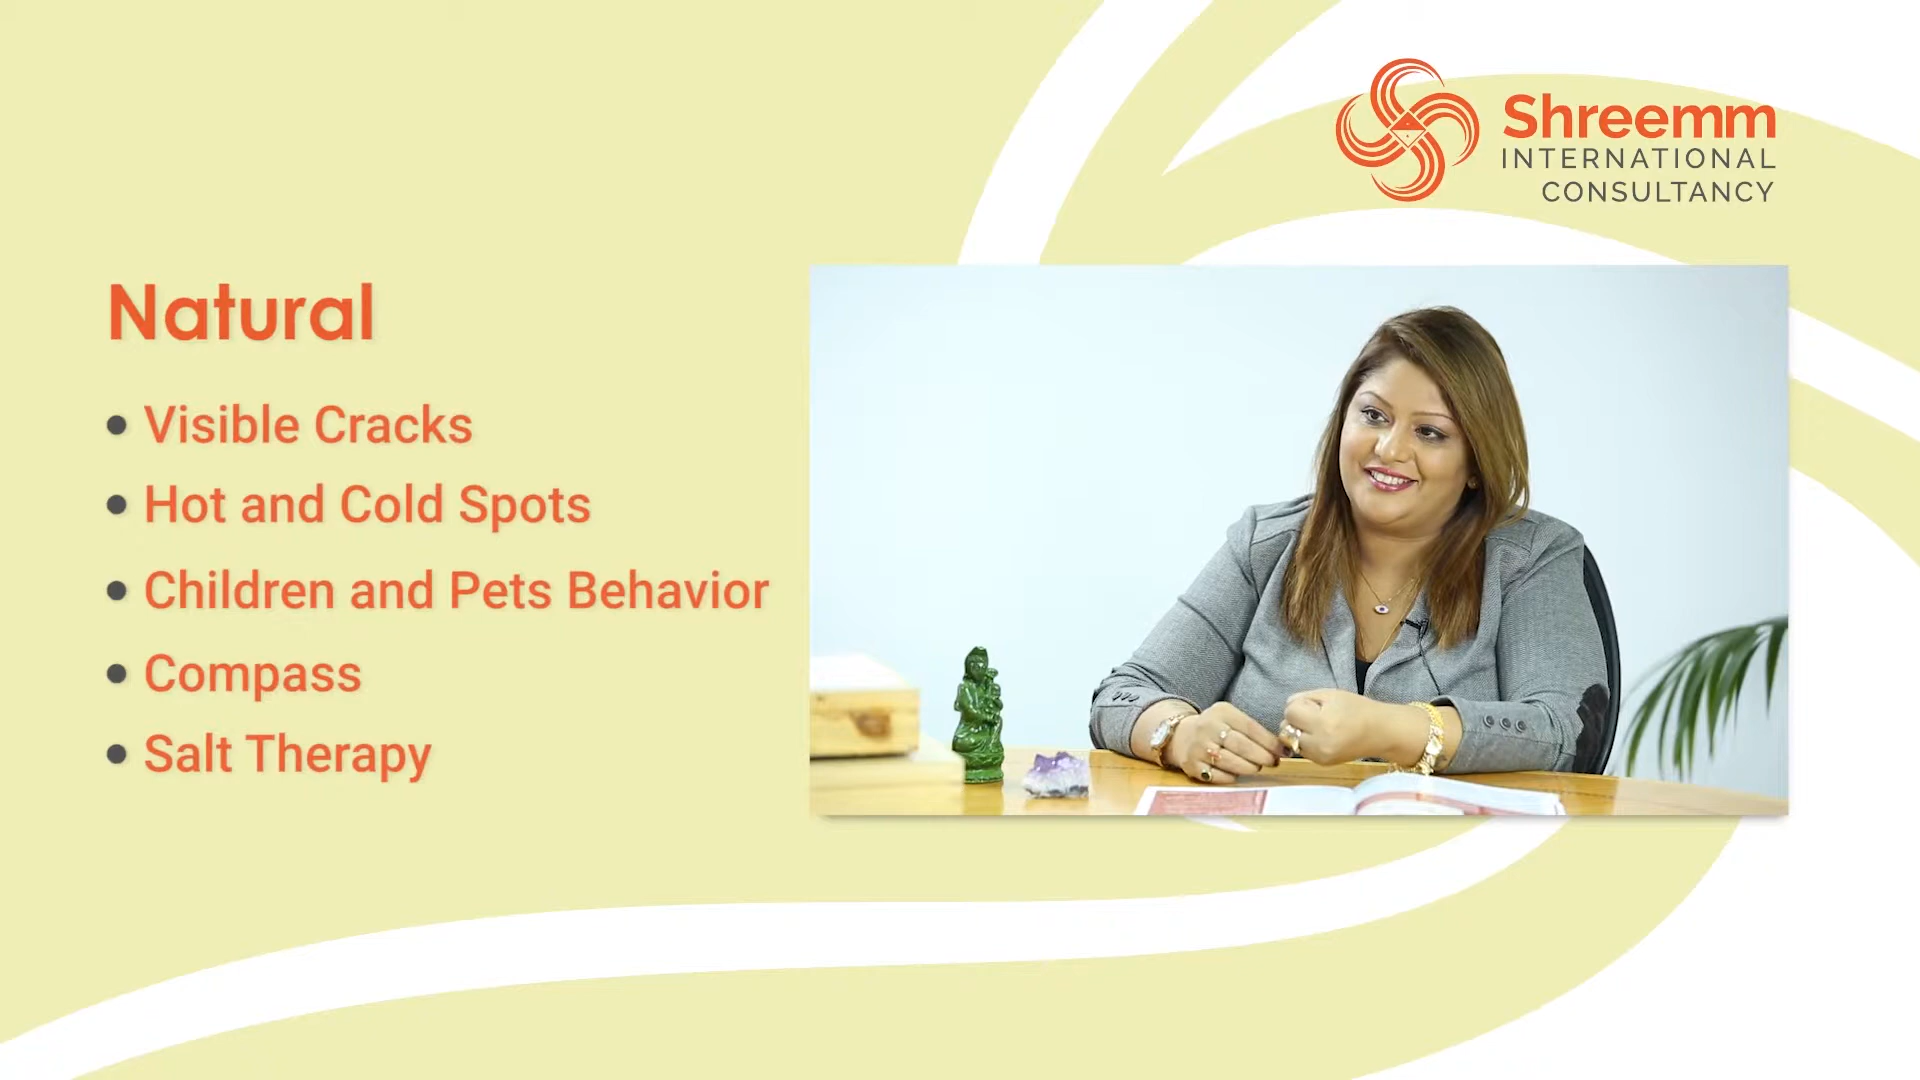 Shreemm
INTERNATIONAL
CONSULTANCY
Natural
• Visible Cracks
• Hot and Cold Spots
• Children and Pets Behavior
• Compass
• Salt Therapy